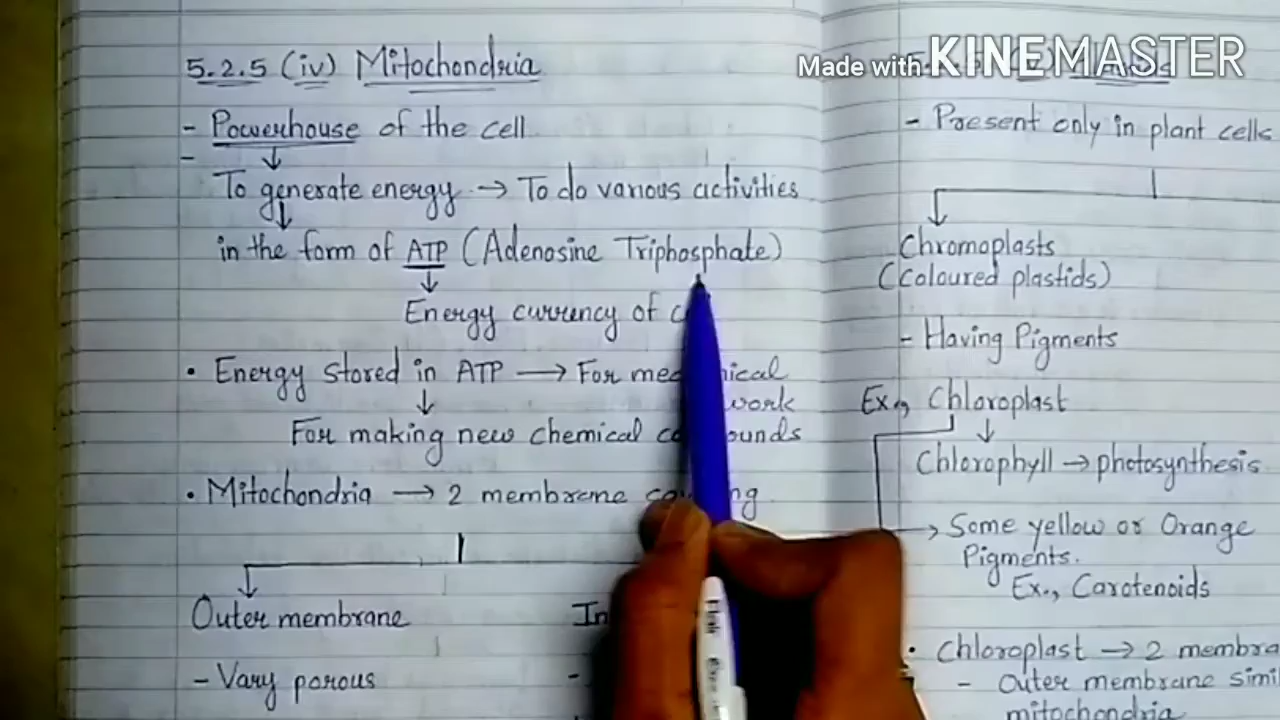 5.2.5 (iv) Mitochondria
- Powerhouse of the cell
-
To generate energy → To do various activities
↓
in the form of ATP (Adenosine Triphosphate)
↓
Energy currency of
• Energy stored in ATP → For
work
↓
For making new chemical
• Mitochondria → 2 membrane
Outer membrane
- Vary porous
Made with KINEMASTER
- Present only in plant cells
Chromoplasts
(coloured plastids)
- Having Pigments
Ex., Chloroplast
↓
Chlorophyll → photosynthesis
→ Some yellow or Orange
Pigments.
Ex., Carotenoids
• Chloroplast → 2 membra
- Outer membrane simi
mitochondria